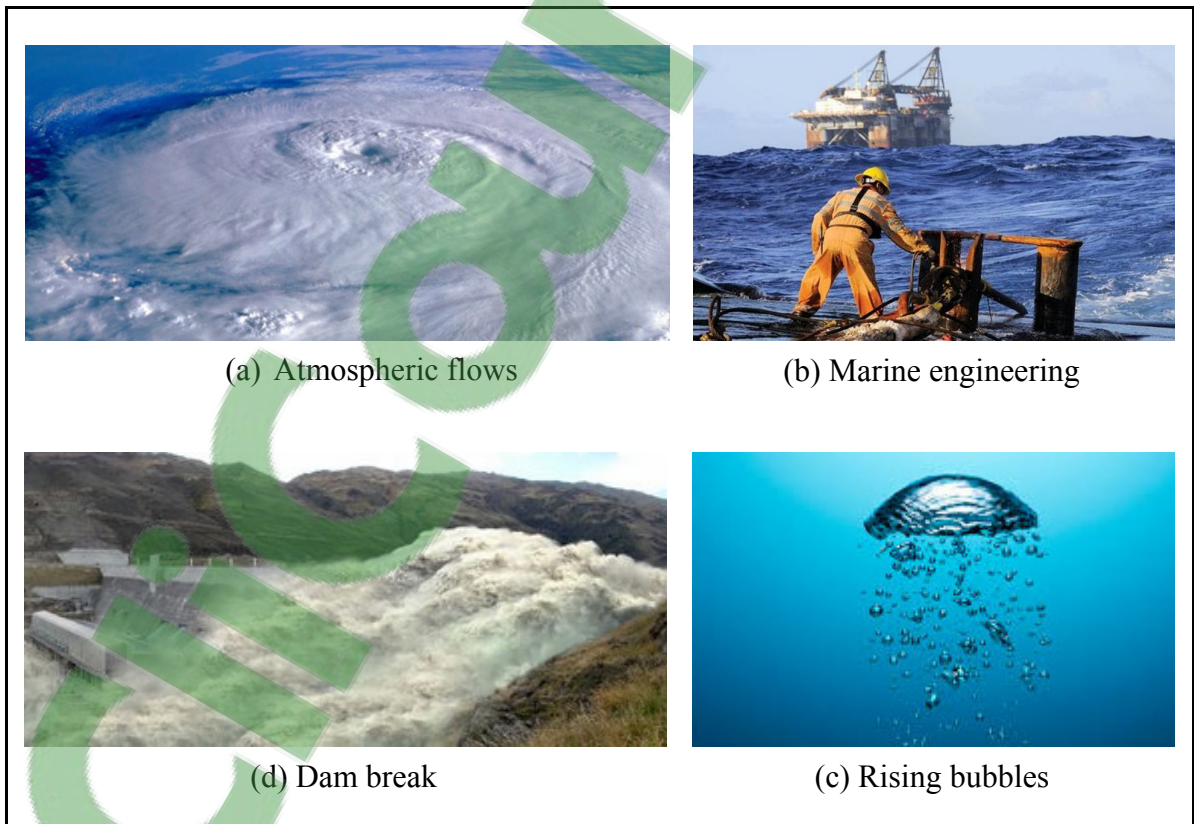 (a) Atmospheric flows
(b) Marine engineering
(d) Dam break
(c) Rising bubbles